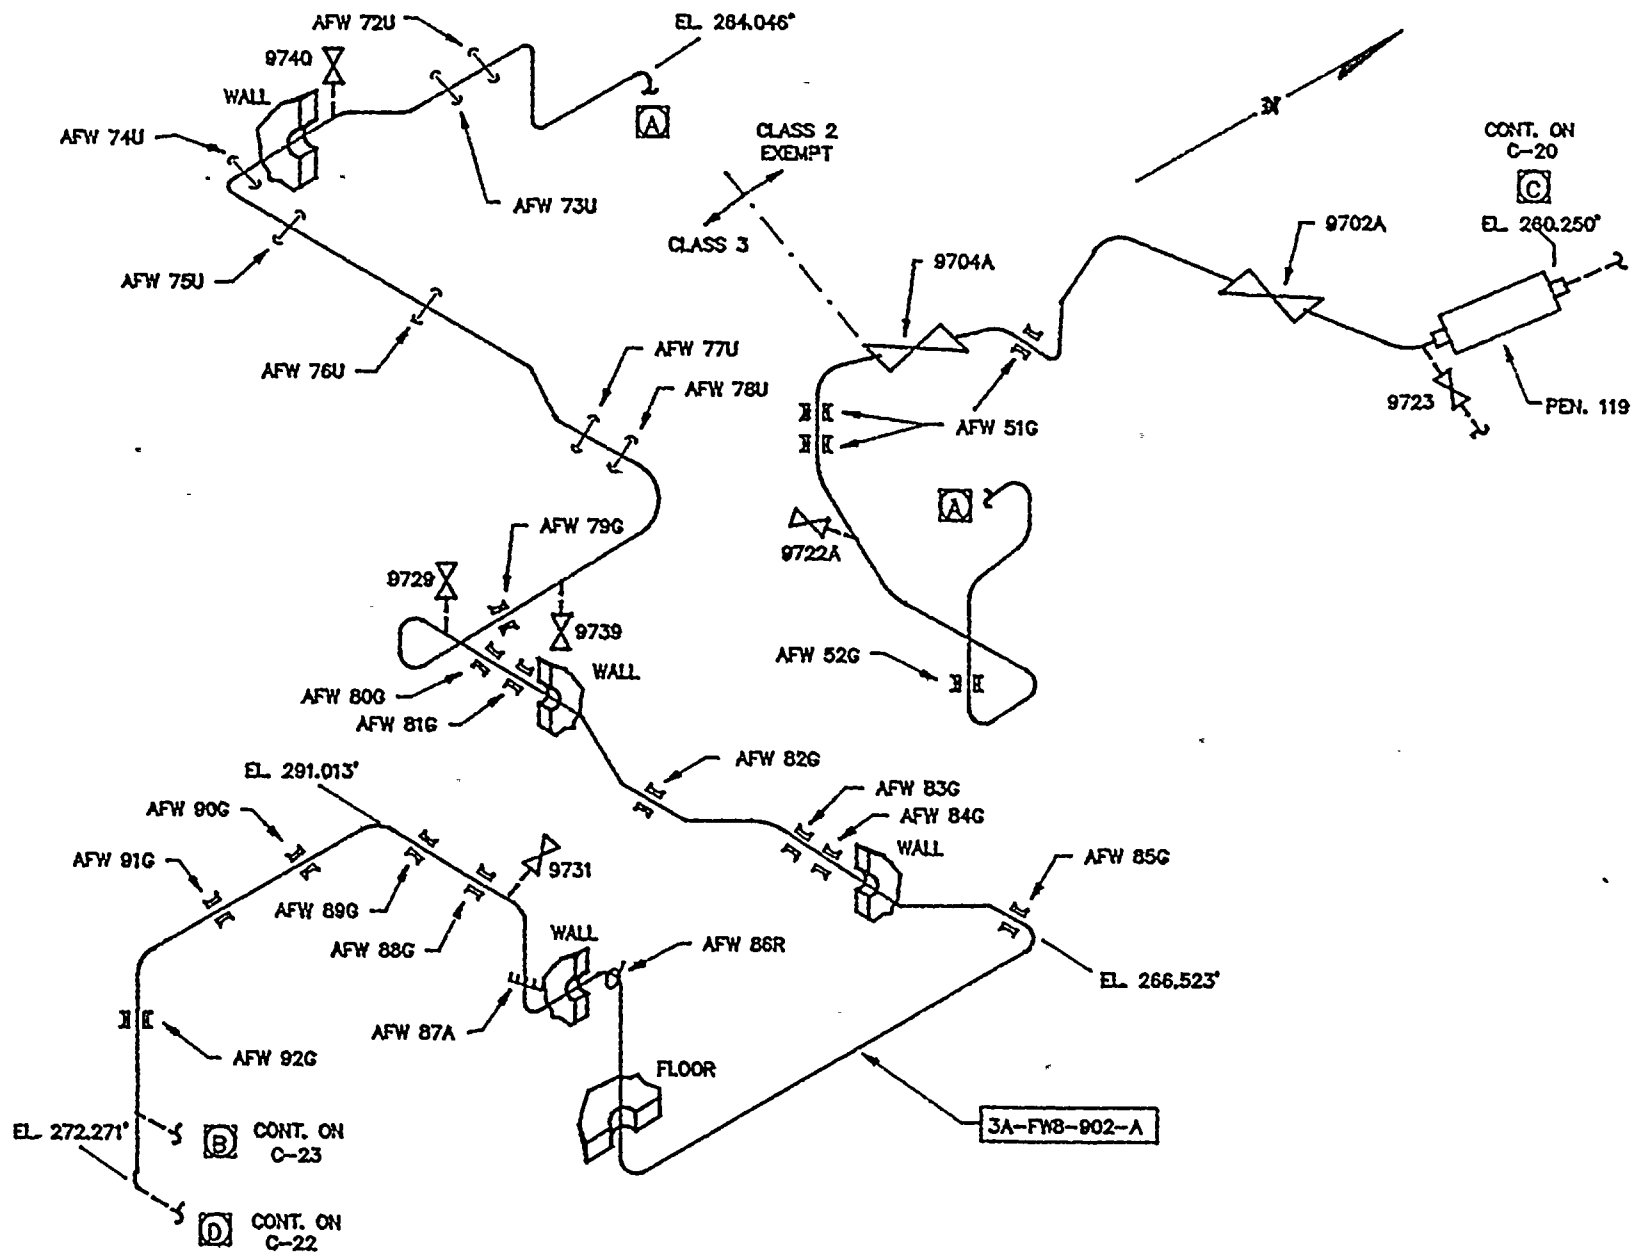 AFW 72U
EL. 264.046'
9740
WALL
A
AFW 74U
CLASS 2
EXEMPT
CONT. ON
C-20
C
AFW 73U
EL. 260.250'
CLASS 3
9702A
9704A
AFW 75U
AFW 76U
AFW 77U
AFW 78U
9723
PEN. 119
AFW 51G
A
AFW 79G
9722A
9729
9739
AFW 52G
WALL
AFW 80G
AFW 81G
AFW 82G
EL. 291.013'
AFW 83G
AFW 90G
AFW 84G
WALL
AFW 91G
9731
AFW 85G
AFW 89G
AFW 88G
WALL
AFW 86R
EL. 266.523'
AFW 87A
AFW 92G
FLOOR
3A-FW8-902-A
EL. 272.271'
B
CONT. ON
C-23
D
CONT. ON
C-22